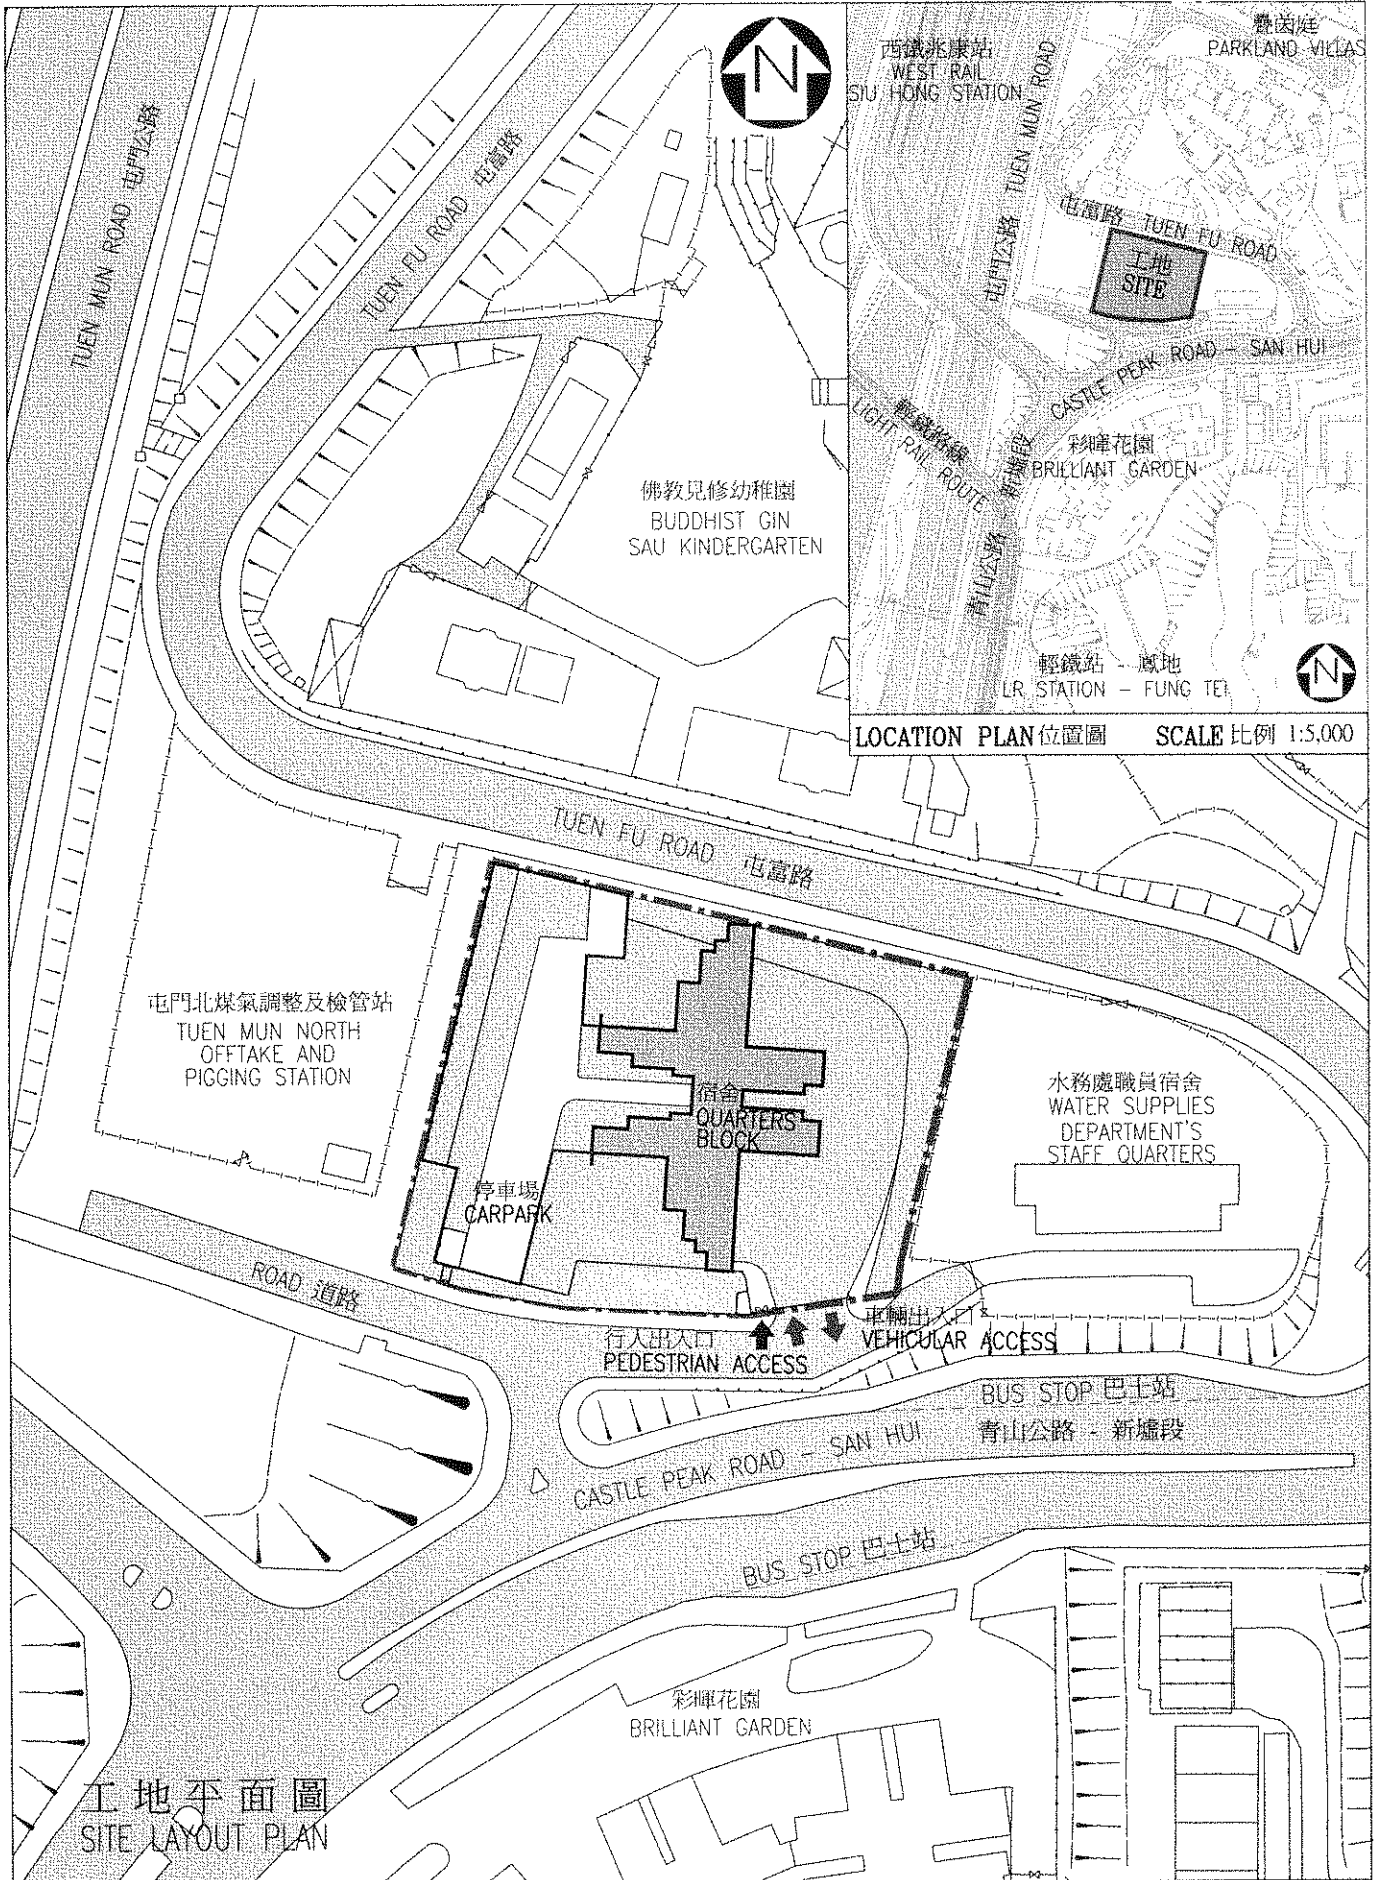 N
西鐵兆康站
WEST RAIL
SIU HONG STATION
疊茵庭
PARKLAND VILLAS
屯門公路 TUEN MUN ROAD
屯富路 TUEN FU ROAD
工地
SITE
CASTLE PEAK ROAD - SAN HUI
青山公路 - 新墟段
輕鐵路線
LIGHT RAIL ROUTE
彩暉花園
BRILLIANT GARDEN
輕鐵站 - 鳳地
LR STATION - FUNG TEI
N
LOCATION PLAN 位置圖 SCALE 比例 1:5,000
TUEN MUN ROAD 屯門公路
TUEN FU ROAD 屯富路
佛教見修幼稚園
BUDDHIST GIN
SAU KINDERGARTEN
TUEN FU ROAD 屯富路
屯門北煤氣調整及檢管站
TUEN MUN NORTH
OFFTAKE AND
PIGGING STATION
宿舍
QUARTERS
BLOCK
水務處職員宿舍
WATER SUPPLIES
DEPARTMENT'S
STAFF QUARTERS
停車場
CARPARK
ROAD 道路
行人出入口
PEDESTRIAN ACCESS
車輛出入口
VEHICULAR ACCESS
BUS STOP 巴士站
CASTLE PEAK ROAD - SAN HUI 青山公路 - 新墟段
BUS STOP 巴士站
彩暉花園
BRILLIANT GARDEN
工地平面圖
SITE LAYOUT PLAN